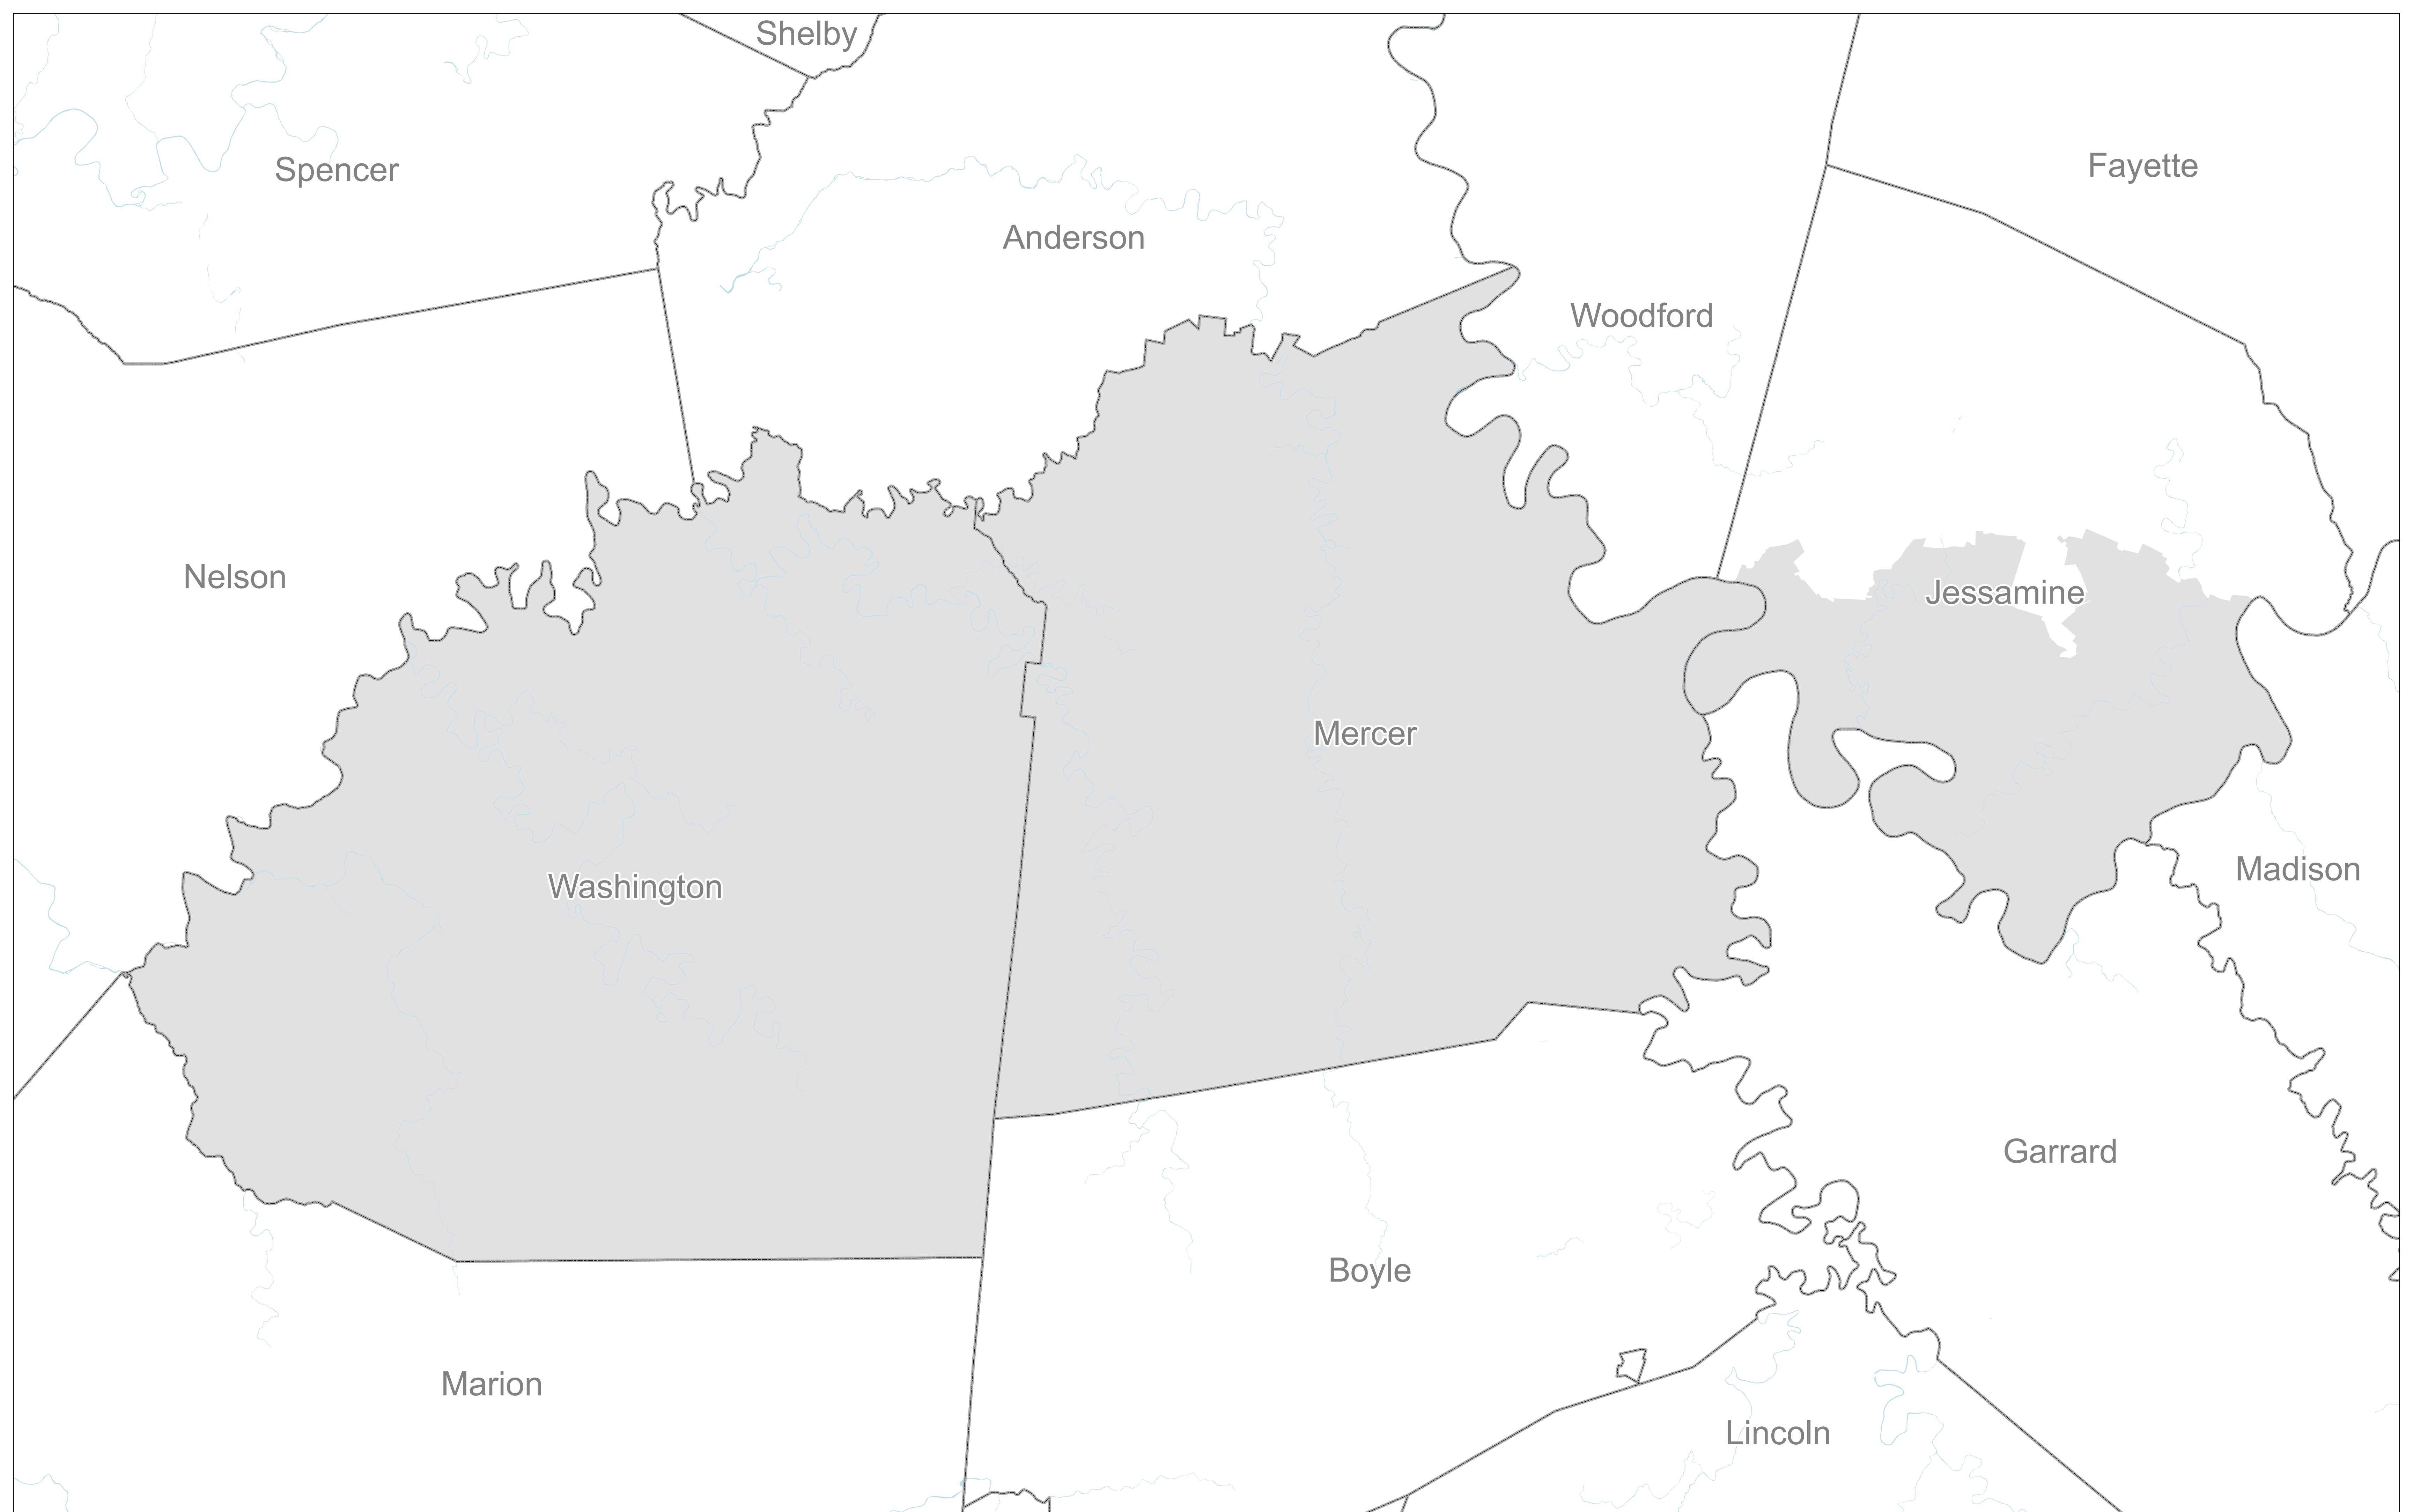 Shelby
Spencer
Fayette
Anderson
Woodford
Nelson
Jessamine
Mercer
Washington
Madison
Garrard
Boyle
Marion
Lincoln